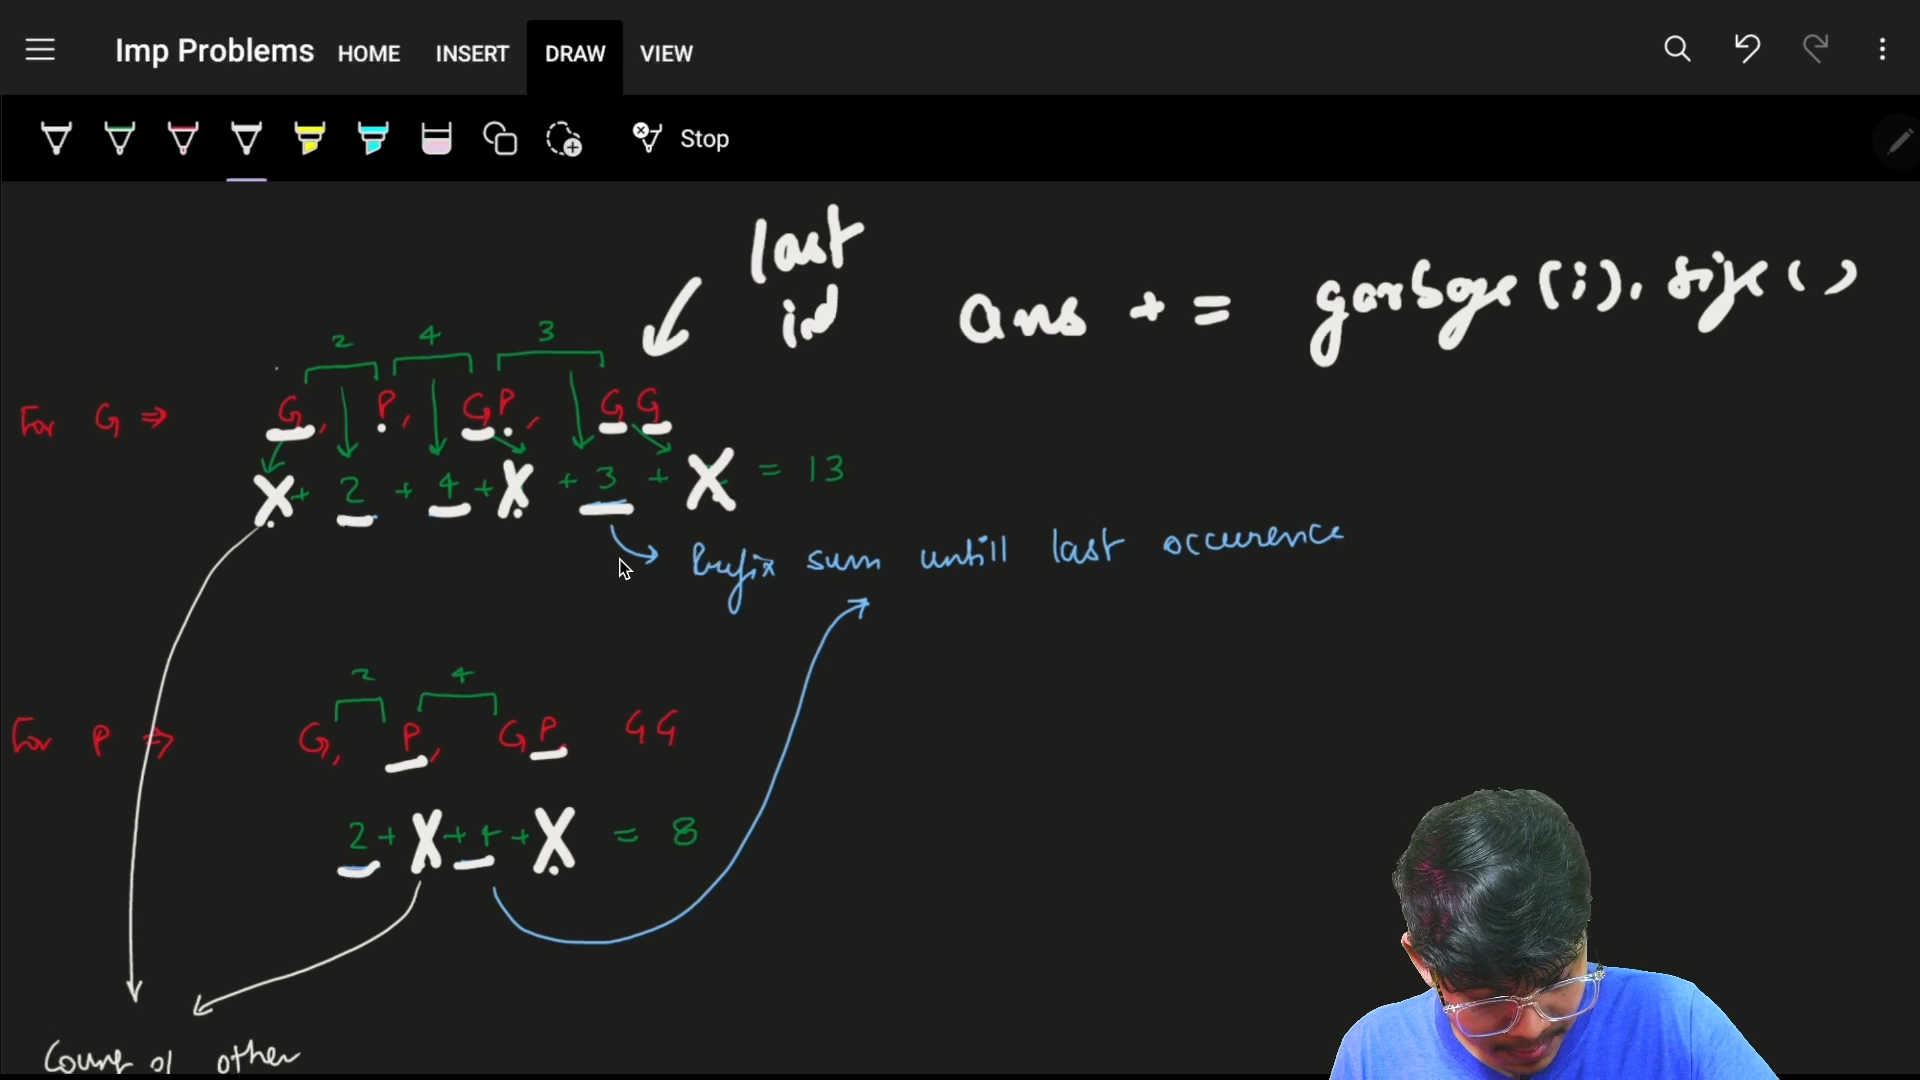 Imp Problems HOME INSERT DRAW VIEW
Stop
last
id
ans += garbage(i).size()
2 4 3
For G ⇒ G, P, GP, GG
X + 2 + 4 + X + 3 + X = 13
Prefix sum untill last occurence
2 4
For P ⇒ G, P, GP, GG
2 + X + 4 + X = 8
Count of other